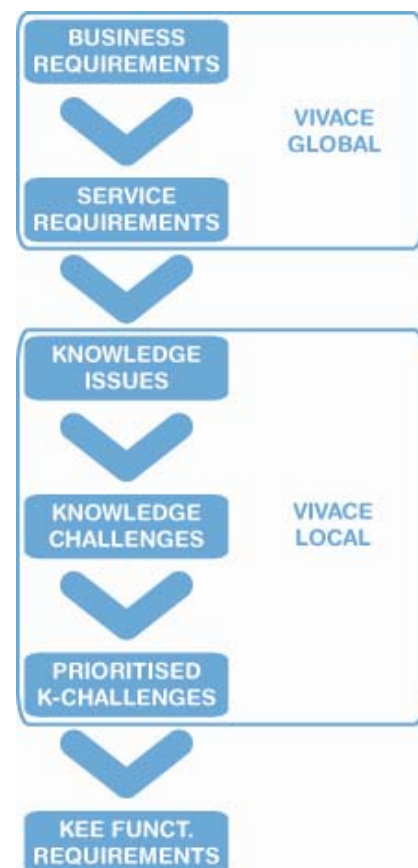 BUSINESS
REQUIREMENTS
VIVACE
GLOBAL
SERVICE
REQUIREMENTS
KNOWLEDGE
ISSUES
KNOWLEDGE
CHALLENGES
VIVACE
LOCAL
PRIORITISED
K-CHALLENGES
KEE FUNCT.
REQUIREMENTS